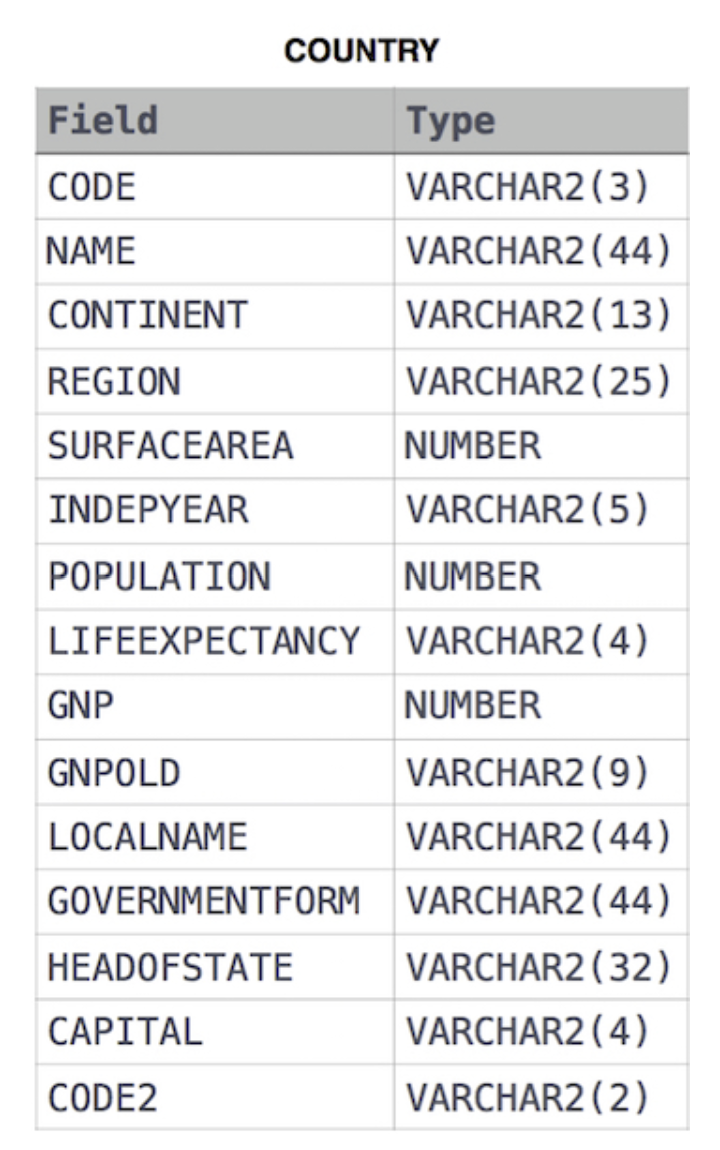 COUNTRY
Field Type
CODE VARCHAR2(3)
NAME VARCHAR2(44)
CONTINENT VARCHAR2(13)
REGION VARCHAR2(25)
SURFACEAREA NUMBER
INDEPYEAR VARCHAR2(5)
POPULATION NUMBER
LIFEEXPECTANCY VARCHAR2(4)
GNP NUMBER
GNPOLD VARCHAR2(9)
LOCALNAME VARCHAR2(44)
GOVERNMENTFORM VARCHAR2(44)
HEADOFSTATE VARCHAR2(32)
CAPITAL VARCHAR2(4)
CODE2 VARCHAR2(2)